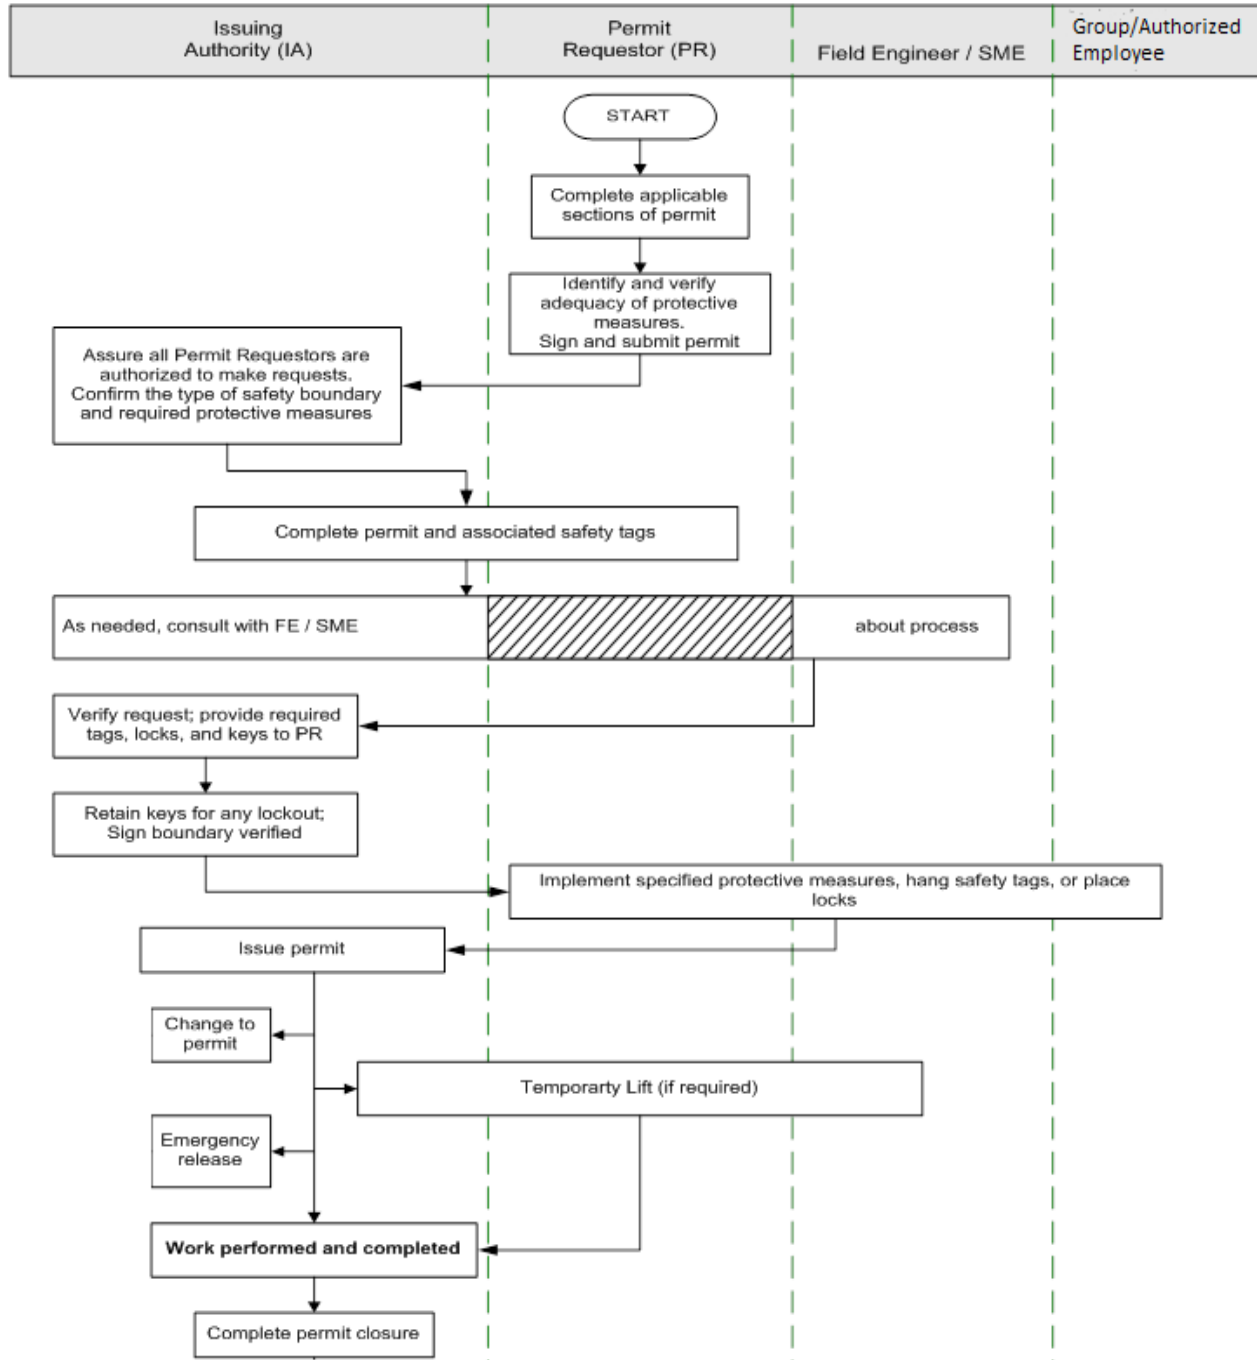 Issuing
Authority (IA)
Permit
Requestor (PR)
Field Engineer / SME
Group/Authorized
Employee
START
Complete applicable
sections of permit
Identify and verify
adequacy of protective
measures.
Sign and submit permit
Assure all Permit Requestors are
authorized to make requests.
Confirm the type of safety boundary
and required protective measures
Complete permit and associated safety tags
As needed, consult with FE / SME
about process
Verify request; provide required
tags, locks, and keys to PR
Retain keys for any lockout;
Sign boundary verified
Implement specified protective measures, hang safety tags, or place
locks
Issue permit
Change to
permit
Temporarty Lift (if required)
Emergency
release
Work performed and completed
Complete permit closure